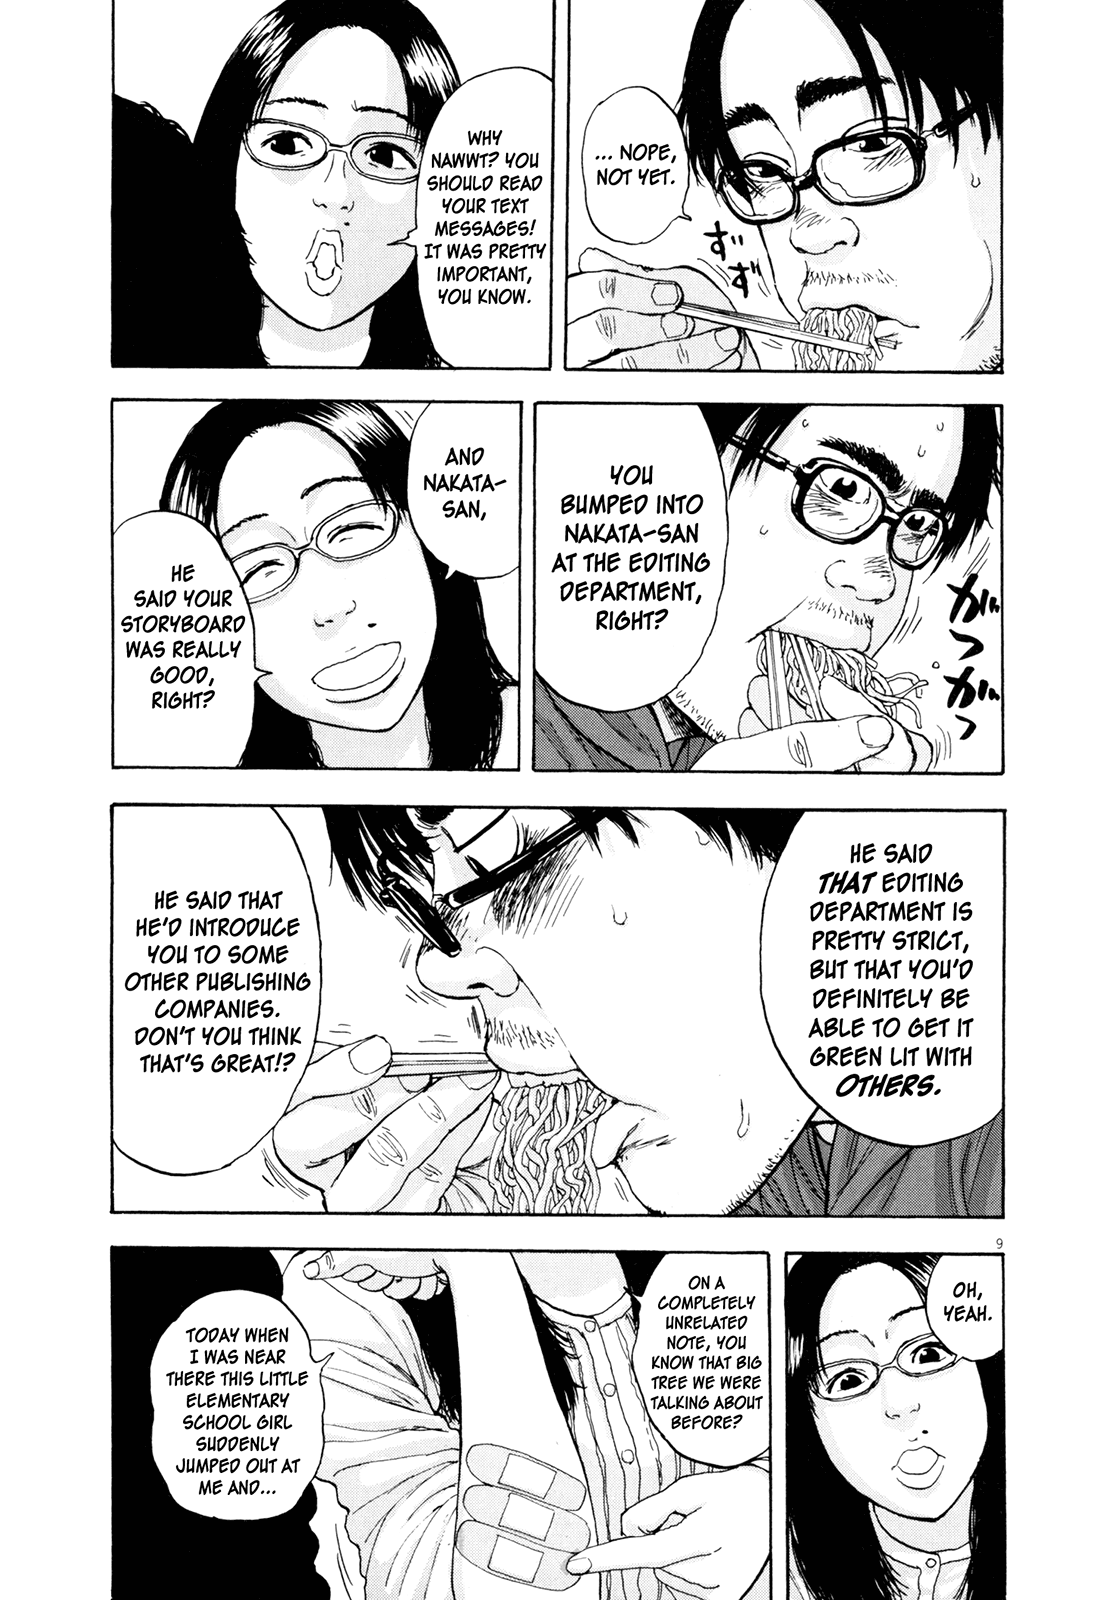 ... NOPE,
NOT YET.
ずず
WHY
NAWWT? YOU
SHOULD READ
YOUR TEXT
MESSAGES!
IT WAS PRETTY
IMPORTANT,
YOU KNOW.
YOU
BUMPED INTO
NAKATA-SAN
AT THE EDITING
DEPARTMENT,
RIGHT?
がっがっ
AND
NAKATA-
SAN,
HE
SAID YOUR
STORYBOARD
WAS REALLY
GOOD,
RIGHT?
HE SAID
THAT EDITING
DEPARTMENT IS
PRETTY STRICT,
BUT THAT YOU'D
DEFINITELY BE
ABLE TO GET IT
GREEN LIT WITH
OTHERS.
HE SAID THAT
HE'D INTRODUCE
YOU TO SOME
OTHER PUBLISHING
COMPANIES.
DON'T YOU THINK
THAT'S GREAT!?
9
OH,
YEAH.
ON A
COMPLETELY
UNRELATED
NOTE, YOU
KNOW THAT BIG
TREE WE WERE
TALKING ABOUT
BEFORE?
TODAY WHEN
I WAS NEAR
THERE THIS LITTLE
ELEMENTARY
SCHOOL GIRL
SUDDENLY
JUMPED OUT AT
ME AND...